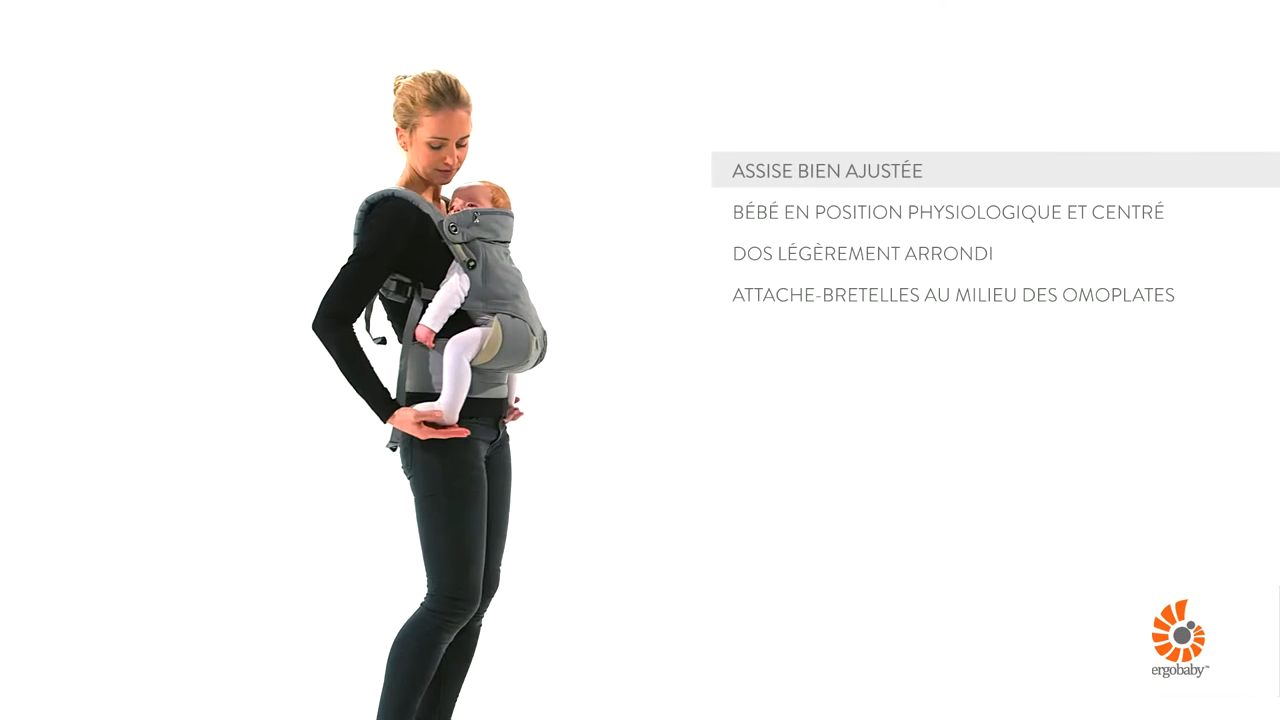 ASSISE BIEN AJUSTÉE
BÉBÉ EN POSITION PHYSIOLOGIQUE ET CENTRÉ
DOS LÉGÈREMENT ARRONDI
ATTACHE-BRETELLES AU MILIEU DES OMOPLATES
ergobaby™